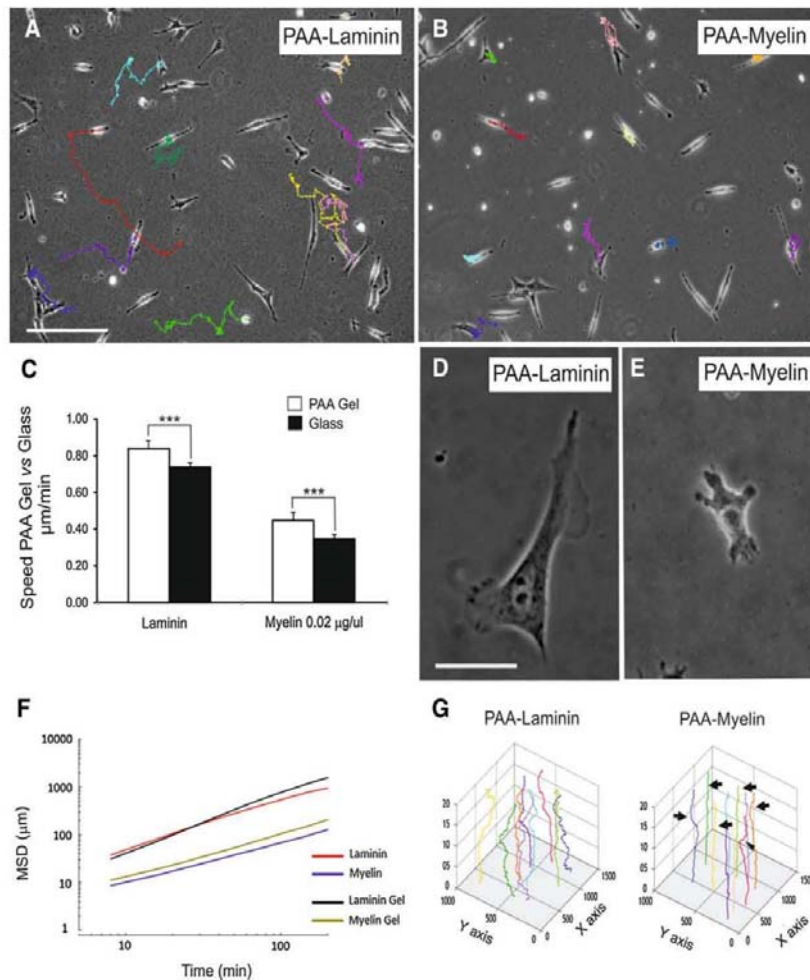 A PAA-Laminin
B PAA-Myelin
C
PAA Gel
Glass
Speed PAA Gel vs Glass
µm/min
1.00
0.80
0.60
0.40
0.20
0.00
***
***
Laminin
Myelin 0.02 µg/ul
D PAA-Laminin
E PAA-Myelin
F
MSD (µm)
10000
1000
100
10
1
Laminin
Myelin
Laminin Gel
Myelin Gel
10 100
Time (min)
G
PAA-Laminin
20
15
10
05
0
1000
500
0
Y axis
0
500
1000
1500
X axis
PAA-Myelin
20
15
10
05
0
1000
500
0
Y axis
0
500
1000
1500
X axis